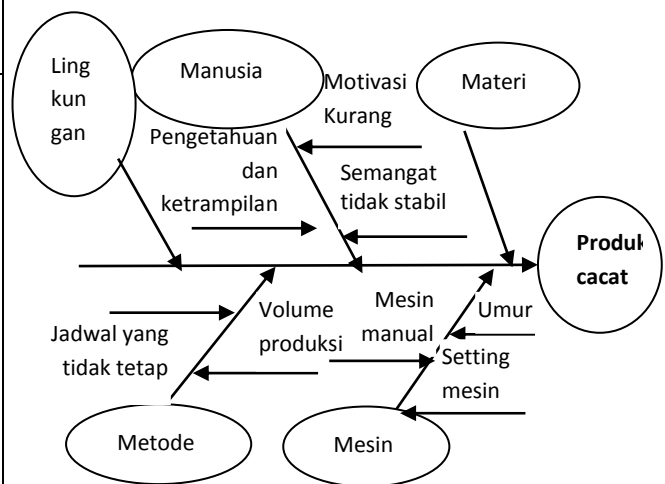 Ling
kun
gan
Manusia
Motivasi
Kurang
Materi
Pengetahuan
dan
ketrampilan
Semangat
tidak stabil
Produk
cacat
Jadwal yang
tidak tetap
Volume
produksi
Mesin
manual
Umur
Setting
mesin
Metode
Mesin